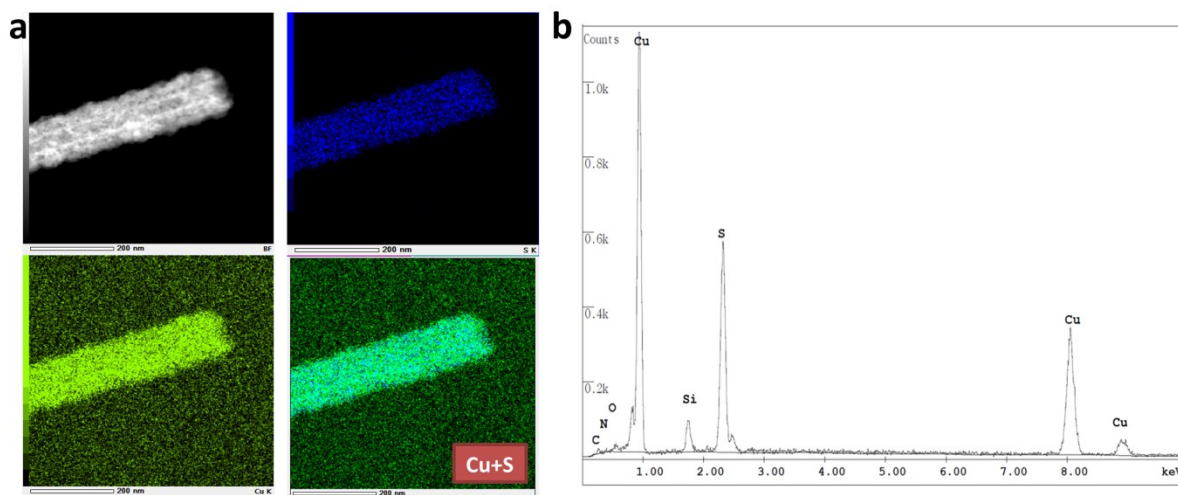 a
200 nm
BF
200 nm
S K
200 nm
Cu K
Cu+S
200 nm
b
Counts
Cu
1.0k
0.8k
0.6k
S
0.4k
Cu
0.2k
Si
O
N
C
Cu
1.00 2.00 3.00 4.00 5.00 6.00 7.00 8.00 keV